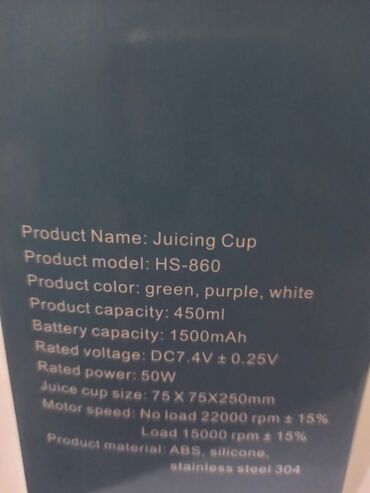 Product Name: Juicing Cup
Product model: HS-860
Product color: green, purple, white
Product capacity: 450ml
Battery capacity: 1500mAh
Rated voltage: DC7.4V ± 0.25V
Rated power: 50W
Juice cup size: 75 X 75X250mm
Motor speed: No load 22000 rpm ± 15%
Load 15000 rpm ± 15%
Product material: ABS, silicone,
stainless steel 304